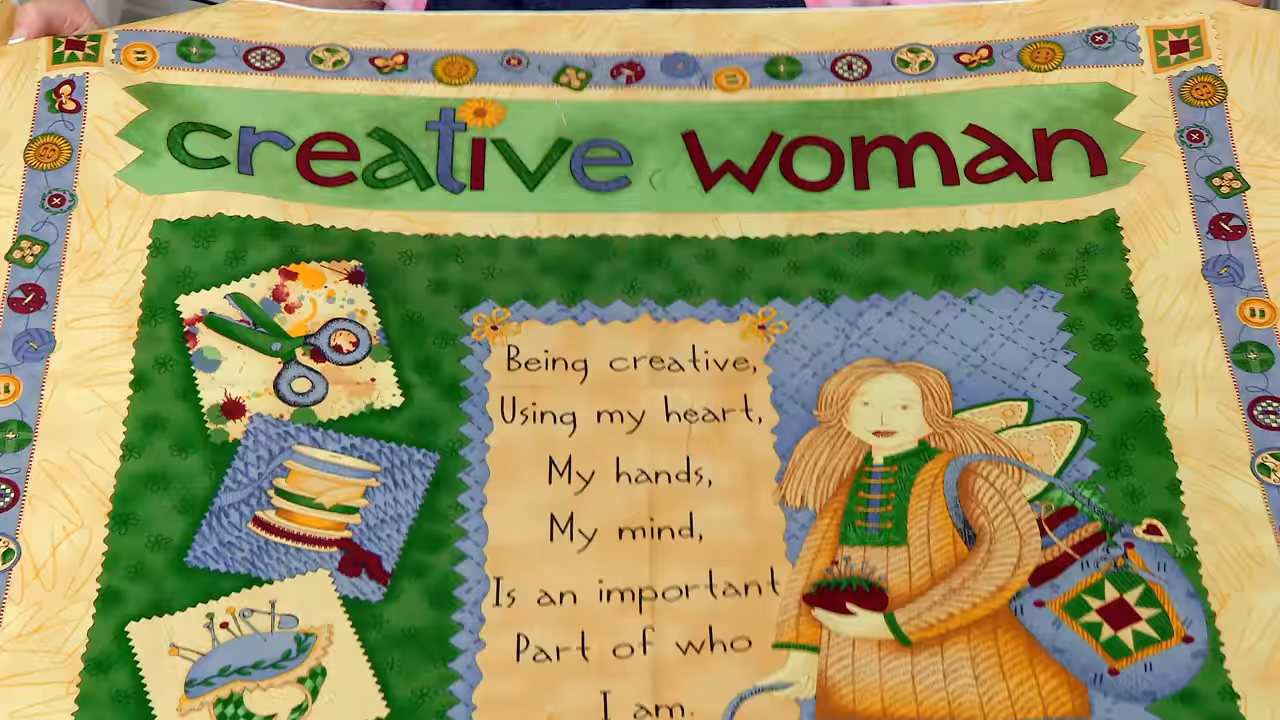 creative woman
Being creative,
Using my heart,
My hands,
My mind,
Is an important
Part of who
I am.